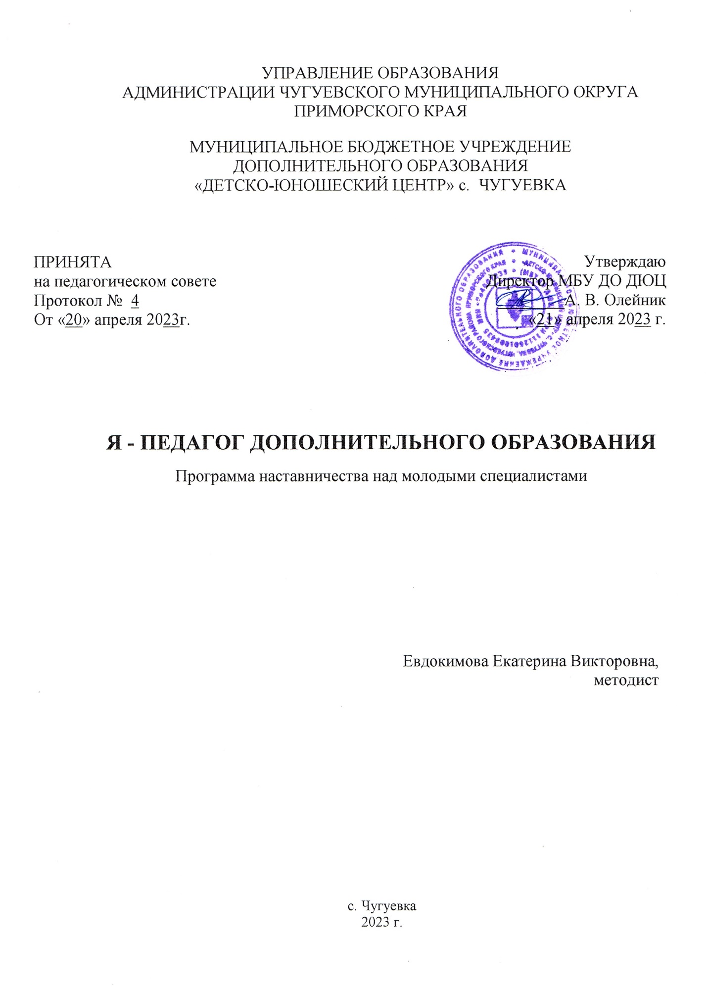 УПРАВЛЕНИЕ ОБРАЗОВАНИЯ
АДМИНИСТРАЦИИ ЧУГУЕВСКОГО МУНИЦИПАЛЬНОГО ОКРУГА
ПРИМОРСКОГО КРАЯ
МУНИЦИПАЛЬНОЕ БЮДЖЕТНОЕ УЧРЕЖДЕНИЕ
ДОПОЛНИТЕЛЬНОГО ОБРАЗОВАНИЯ
«ДЕТСКО-ЮНОШЕСКИЙ ЦЕНТР» с. ЧУГУЕВКА
ПРИНЯТА
на педагогическом совете
Протокол № 4
От «20» апреля 2023г.
Утверждаю
Директор МБУ ДО ДЮЦ
А. В. Олейник
«21» апреля 2023 г.
Я - ПЕДАГОГ ДОПОЛНИТЕЛЬНОГО ОБРАЗОВАНИЯ
Программа наставничества над молодыми специалистами
Евдокимова Екатерина Викторовна,
методист
с. Чугуевка
2023 г.